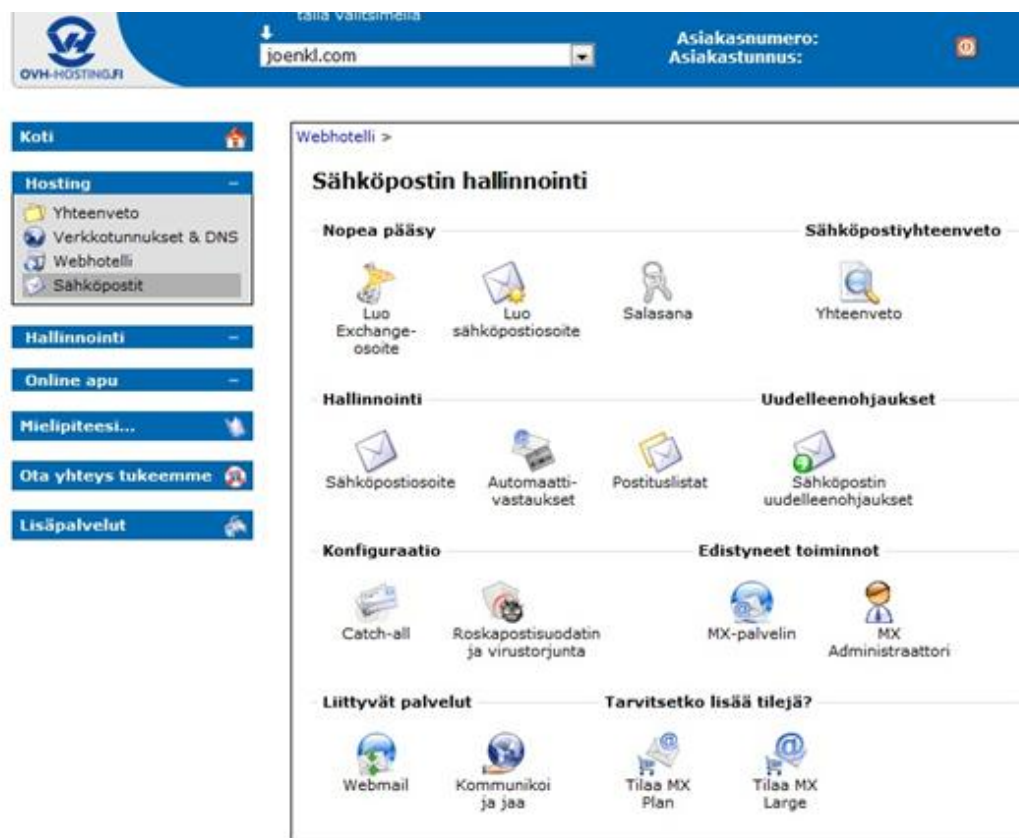 tällä valitsimella
joenkl.com
Asiakasnumero:
Asiakastunnus:
OVH-HOSTING.FI
Koti
Hosting
Yhteenveto
Verkkotunnukset & DNS
Webhotelli
Sähköpostit
Hallinnointi
Online apu
Mielipiteesi...
Ota yhteys tukeemme
Lisäpalvelut
Webhotelli >
Sähköpostin hallinnointi
Nopea pääsy
Luo
Exchange-
osoite
Luo
sähköpostiosoite
Salasana
Sähköpostiyhteenveto
Yhteenveto
Hallinnointi
Sähköpostiosoite
Automaatti-
vastaukset
Postituslistat
Uudelleenohjaukset
Sähköpostin
uudelleenohjaukset
Konfiguraatio
Catch-all
Roskapostisuodatin
ja virustorjunta
Edistyneet toiminnot
MX-palvelin
MX
Administraattori
Liittyvät palvelut
Webmail
Kommunikoi
ja jaa
Tarvitsetko lisää tilejä?
Tilaa MX
Plan
Tilaa MX
Large